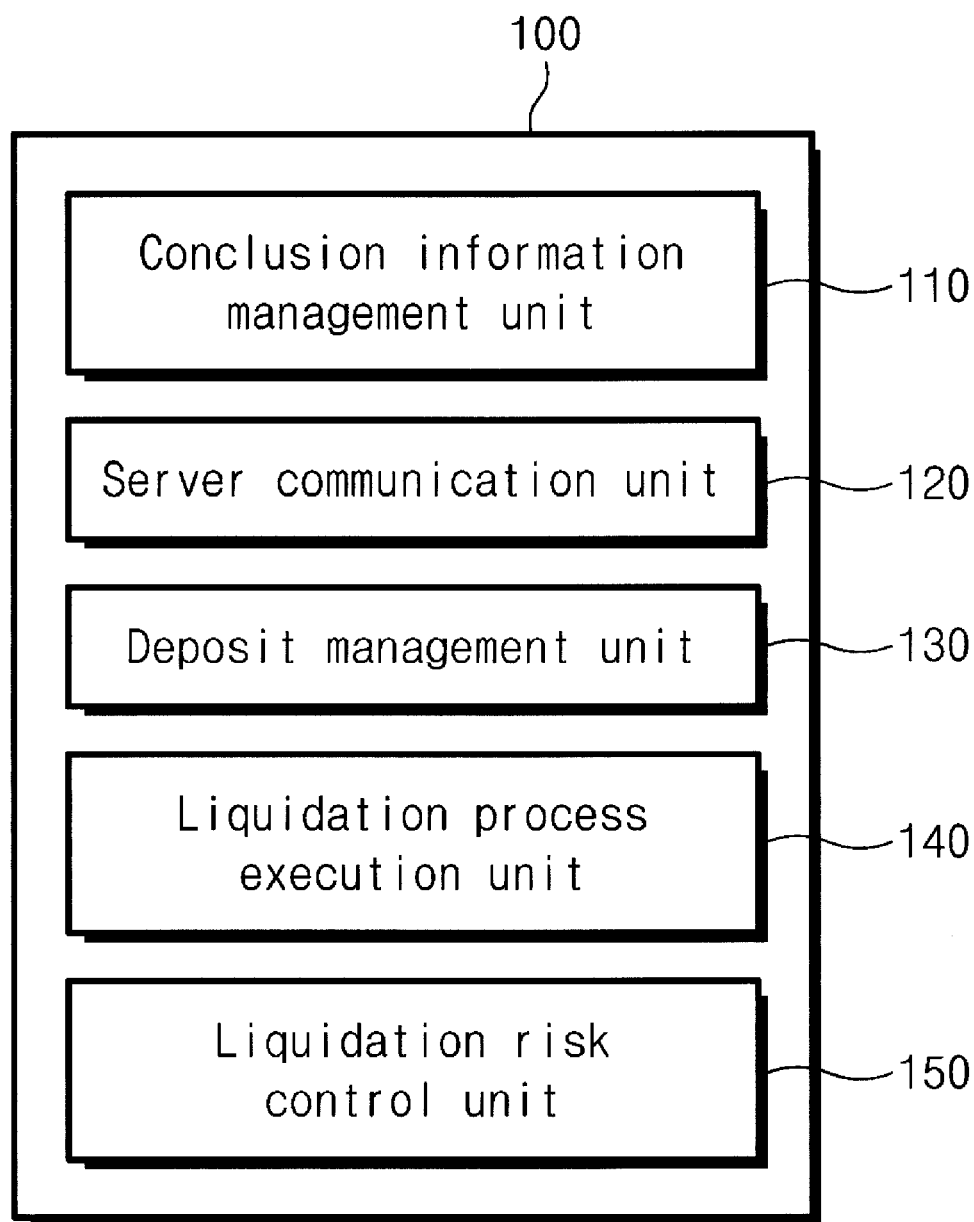 100
Conclusion information
management unit
110
Server communication unit
120
Deposit management unit
130
Liquidation process
execution unit
140
Liquidation risk
control unit
150